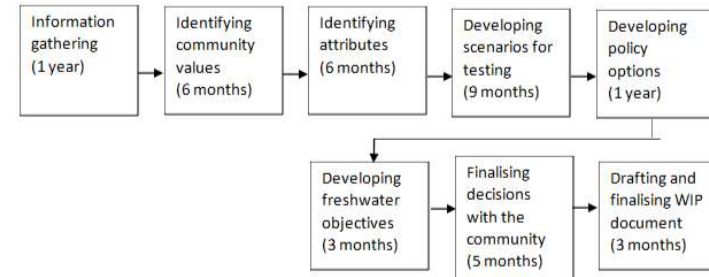 Information
gathering
(1 year)
Identifying
community
values
(6 months)
Identifying
attributes
(6 months)
Developing
scenarios for
testing
(9 months)
Developing
policy
options
(1 year)
Developing
freshwater
objectives
(3 months)
Finalising
decisions
with the
community
(5 months)
Drafting and
finalising WIP
document
(3 months)